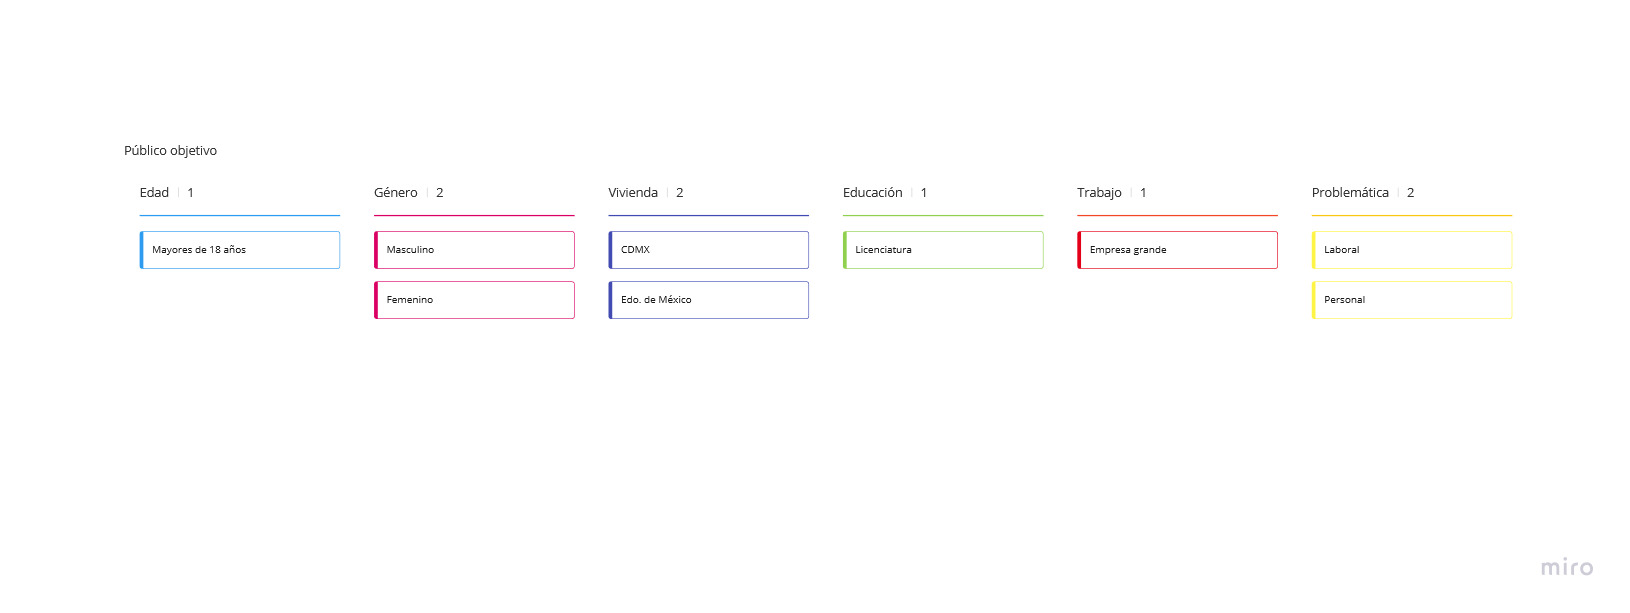 Público objetivo
Edad 1
Género 2
Vivienda 2
Educación 1
Trabajo 1
Problemática 2
Mayores de 18 años
Masculino
CDMX
Licenciatura
Empresa grande
Laboral
Femenino
Edo. de México
Personal
miro